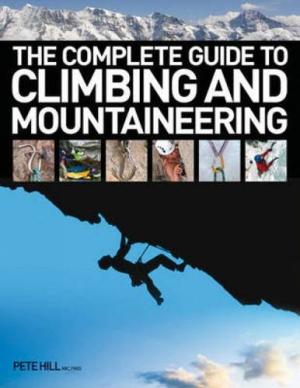 THE COMPLETE GUIDE TO
CLIMBING AND
MOUNTAINEERING
PETE HILL